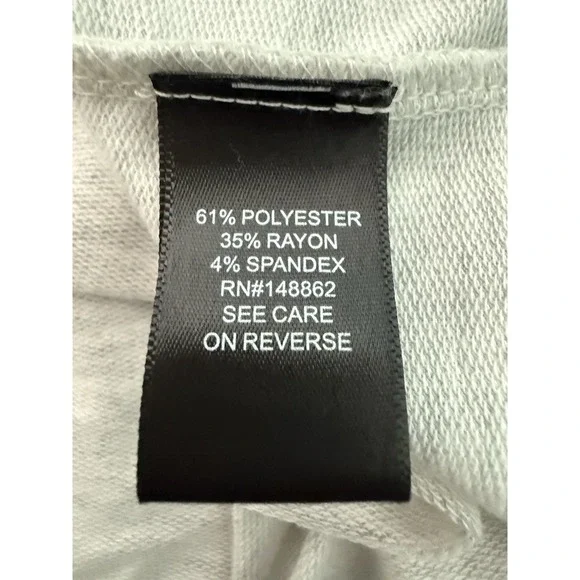 61% POLYESTER
35% RAYON
4% SPANDEX
RN#148862
SEE CARE
ON REVERSE